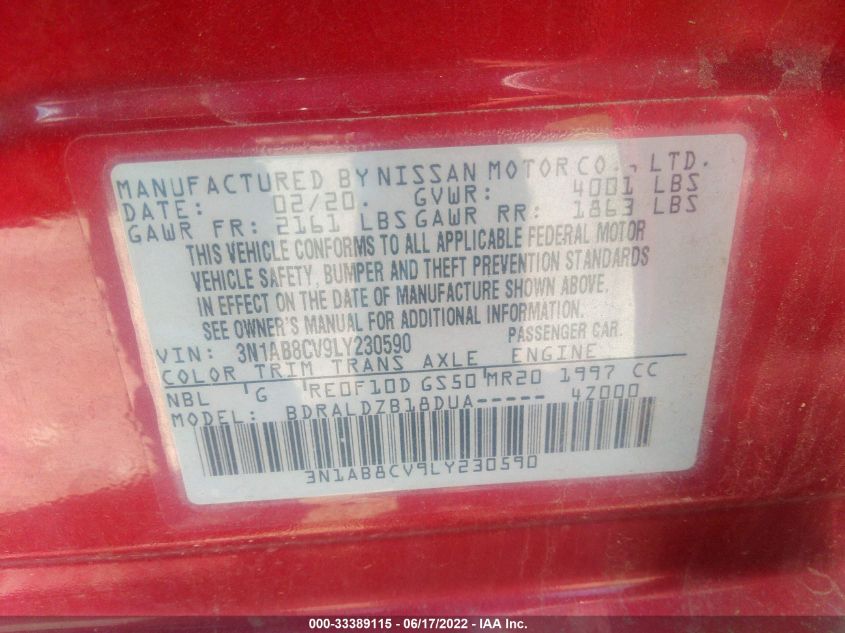 MANUFACTURED BY NISSAN MOTOR CO., LTD.
DATE: 02/20. GVWR: 4001 LBS
GAWR FR: 2161 LBS GAWR RR: 1863 LBS
THIS VEHICLE CONFORMS TO ALL APPLICABLE FEDERAL MOTOR
VEHICLE SAFETY, BUMPER AND THEFT PREVENTION STANDARDS
IN EFFECT ON THE DATE OF MANUFACTURE SHOWN ABOVE.
SEE OWNER'S MANUAL FOR ADDITIONAL INFORMATION.
VIN: 3N1AB8CV9LY230590 PASSENGER CAR.
COLOR TRIM TRANS AXLE ENGINE
NBL G RE0F10D GS50 MR20 1997 CC
MODEL: BDRALDZB18DUA----- 4Z000
3N1AB8CV9LY230590
000-33389115 - 06/17/2022 - IAA Inc.